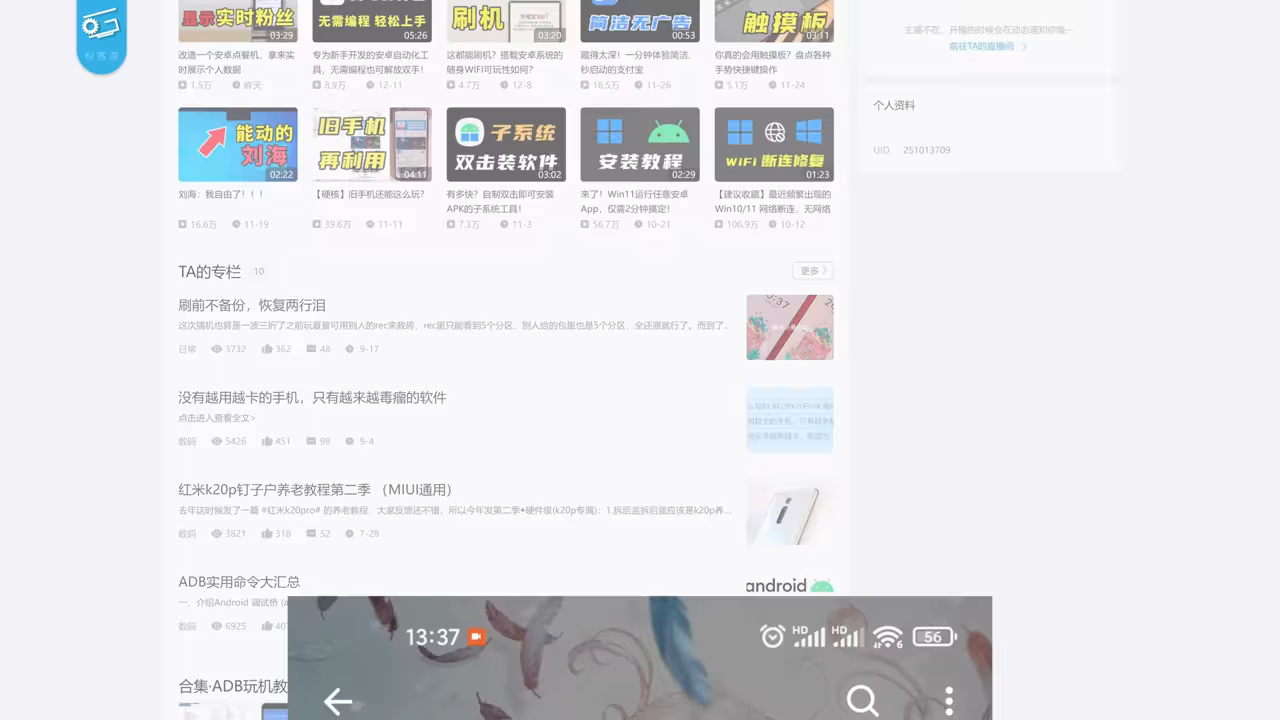 极客湾
显示实时粉丝
03:29
无需编程 轻松上手
05:26
刷机
03:20
简洁无广告
00:53
触摸板
03:11
改造一个安卓点餐机，拿来实
时展示个人数据
1.5万 昨天
专为新手开发的安卓自动化工
具，无需编程也可解放双手！
8.9万 12-11
这都能刷机？搭载安卓系统的
随身WIFI可玩性如何？
4.7万 12-8
藏得太深！一分钟体验简洁、
秒启动的支付宝
16.5万 11-26
你真的会用触摸板？盘点各种
手势快捷键操作
5.1万 11-24
主播不在，开播的时候会在动态通知你哦~
前往TA的直播间
个人资料
UID 251013709
能动的
刘海
02:22
旧手机
再利用
04:11
子系统
双击装软件
03:02
安装教程
02:29
WiFi 断连修复
01:23
刘海：我自由了！！！
16.6万 11-19
【硬核】旧手机还能这么玩？
39.6万 11-11
有多快？自制双击即可安装
APK的子系统工具！
7.3万 11-3
来了！Win11运行任意安卓
App，仅需2分钟搞定！
56.7万 10-21
【建议收藏】最近频繁出现的
Win10/11 网络断连、无网络
106.9万 10-12
TA的专栏 10
更多
刷前不备份，恢复两行泪
这次搞机也算是一波三折了之前玩夏普可用别人的rec来救砖，rec里只能看到5个分区，别人给的包里也是5个分区，全还原就行了。而到了...
日常 3732 362 48 9-17
没有越用越卡的手机，只有越来越毒瘤的软件
点击进入查看全文>
数码 5426 451 98 9-4
红米k20p钉子户养老教程第二季 （MIUI通用）
去年这时候发了一篇 #红米k20pro# 的养老教程，大家反馈还不错，所以今年发第二季•硬件级(k20p专属)：1.拆后盖拆后盖应该是k20p养...
数码 3821 318 52 7-28
ADB实用命令大汇总
android
一、介绍Android 调试桥 (a
数码 6925 40
合集·ADB玩机教
13:37
HD HD 6 56